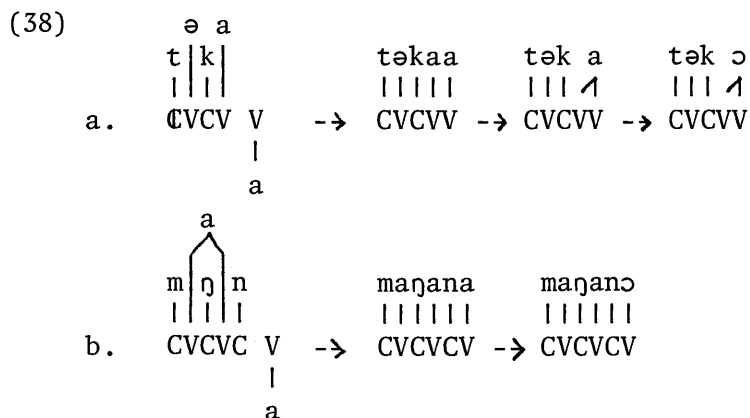 (38)
ə a
t k təkaa tək a tək ɔ
a. CVCV V -> CVCVV -> CVCVV -> CVCVV
a
a
m ŋ n maŋana maŋanɔ
b. CVCVC V -> CVCVCV -> CVCVCV
a